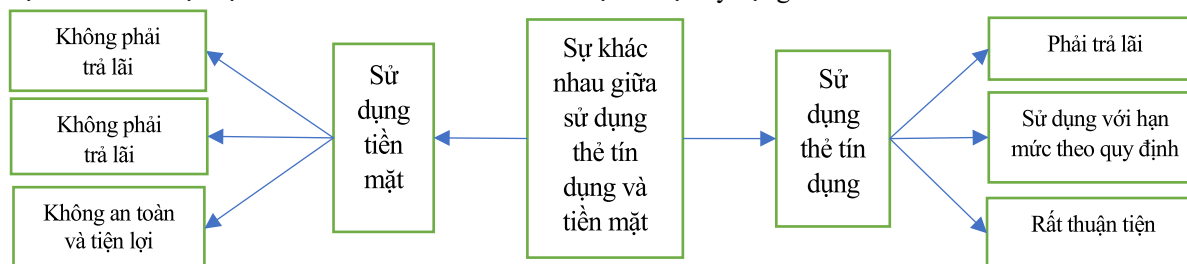 Không phải
trả lãi
Không phải
trả lãi
Không an toàn
và tiện lợi
Sử
dụng
tiền
mặt
Sự khác
nhau giữa
sử dụng
thẻ tín
dụng và
tiền mặt
Sử
dụng
thẻ tín
dụng
Phải trả lãi
Sử dụng với hạn
mức theo quy định
Rất thuận tiện